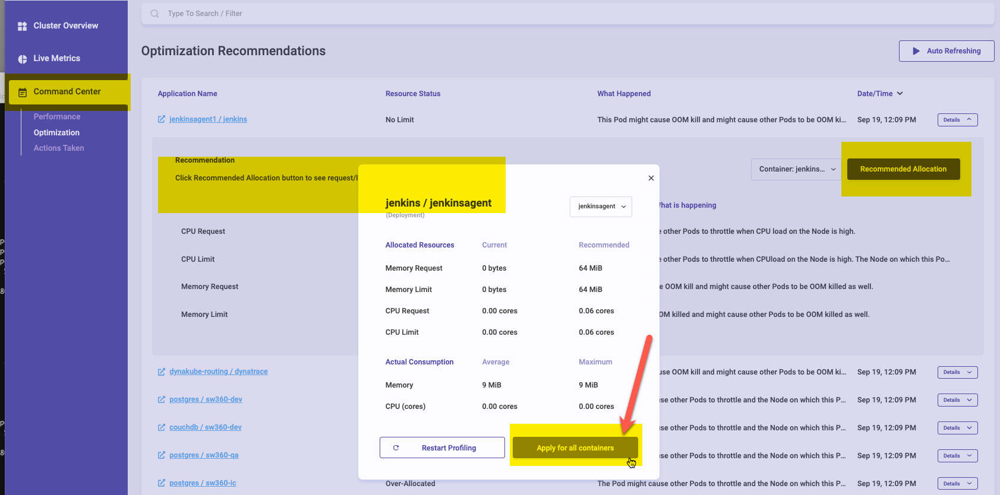 Type To Search / Filter
Cluster Overview
Live Metrics
Command Center
Performance
Optimization
Actions Taken
Optimization Recommendations
Auto Refreshing
Application Name Resource Status What Happened Date/Time
jenkinsagent1 / jenkins No Limit This Pod might cause OOM kill and might cause other Pods to be OOM ki... Sep 19, 12:09 PM Details
Recommendation
Click Recommended Allocation button to see request/l
Container: jenkins... Recommended Allocation
What is happening
CPU Request other Pods to throttle when CPU load on the Node is high.
CPU Limit other Pods to throttle when CPUload on the Node is high. The Node on which this Po...
Memory Request OOM kill and might cause other Pods to be OOM killed as well.
Memory Limit OM killed and might cause other Pods to be OOM killed as well.
jenkins / jenkinsagent
(Deployment)
jenkinsagent
Allocated Resources Current Recommended
Memory Request 0 bytes 64 MiB
Memory Limit 0 bytes 64 MiB
CPU Request 0.00 cores 0.06 cores
CPU Limit 0.00 cores 0.06 cores
Actual Consumption Average Maximum
Memory 9 MiB 9 MiB
CPU (cores) 0.00 cores 0.00 cores
Restart Profiling Apply for all containers
dynakube-routing / dynatrace use OOM kill and might cause other Pods to be OOM ki... Sep 19, 12:09 PM Details
postgres / sw360-dev use other Pods to throttle and the Node on which this P... Sep 19, 12:09 PM Details
couchdb / sw360-dev use other Pods to throttle and the Node on which this P... Sep 19, 12:09 PM Details
postgres / sw360-qa use other Pods to throttle and the Node on which this P... Sep 19, 12:09 PM Details
postgres / sw360-ic Over-Allocated The Pod might cause other Pods to throttle and the Node on which this P... Sep 19, 12:09 PM Details